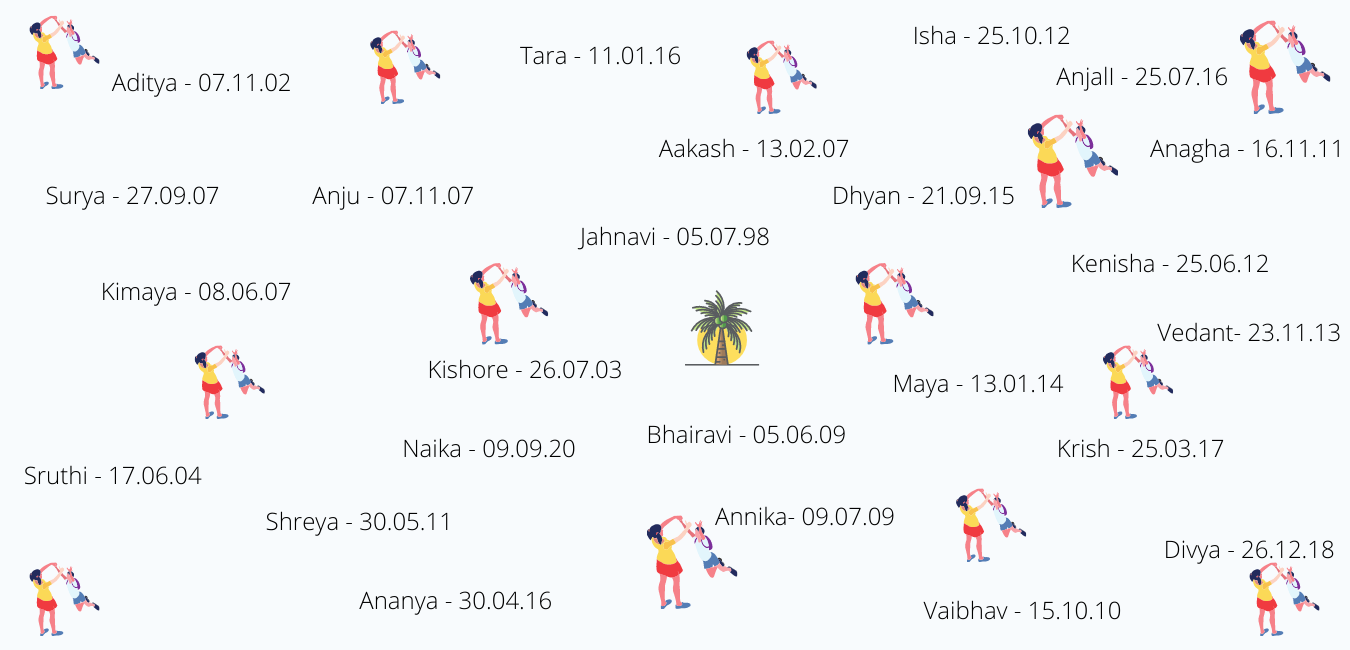 Isha - 25.10.12
Tara - 11.01.16
Anjali - 25.07.16
Aditya - 07.11.02
Aakash - 13.02.07
Anagha - 16.11.11
Surya - 27.09.07
Anju - 07.11.07
Dhyan - 21.09.15
Jahnavi - 05.07.98
Kenisha - 25.06.12
Kimaya - 08.06.07
Vedant- 23.11.13
Kishore - 26.07.03
Maya - 13.01.14
Bhairavi - 05.06.09
Naika - 09.09.20
Krish - 25.03.17
Sruthi - 17.06.04
Annika- 09.07.09
Shreya - 30.05.11
Divya - 26.12.18
Ananya - 30.04.16
Vaibhav - 15.10.10